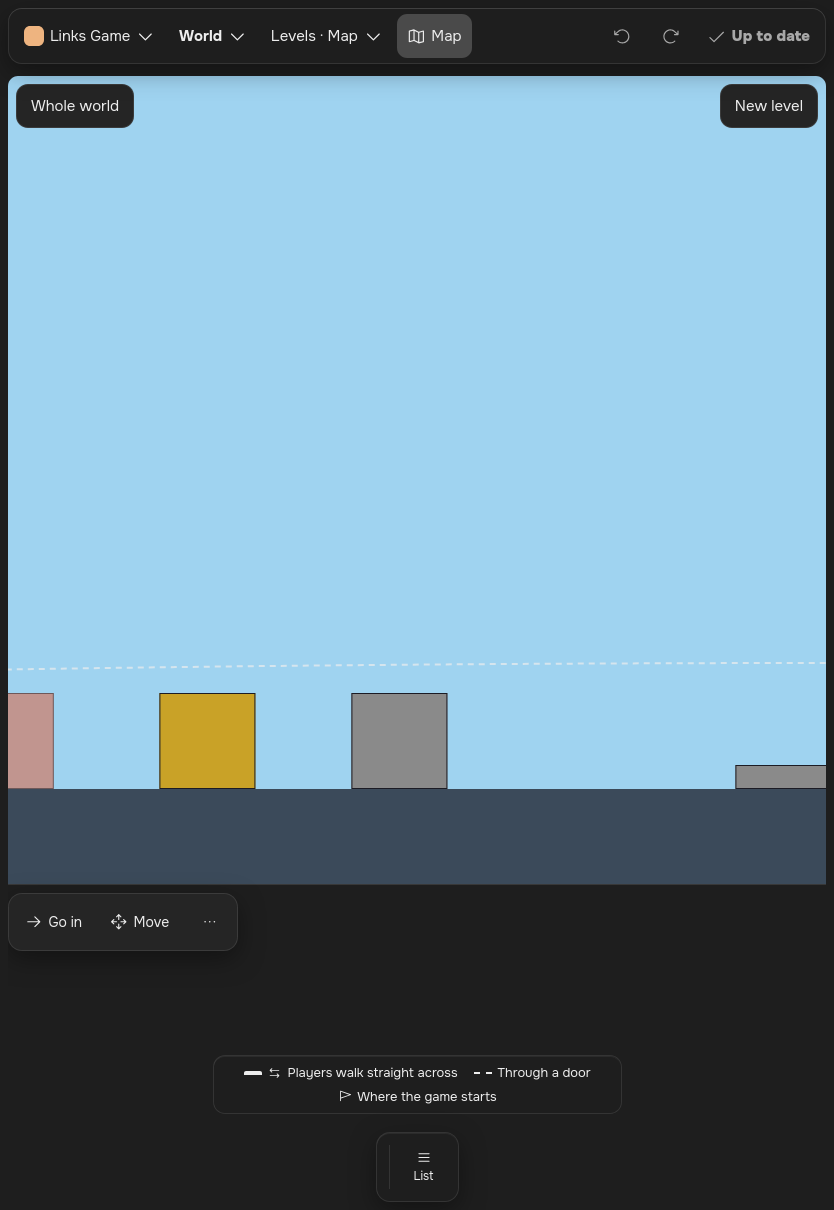 Links Game World Levels · Map Map Up to date
Whole world New level
Go in Move ···
Players walk straight across Through a door
Where the game starts
List